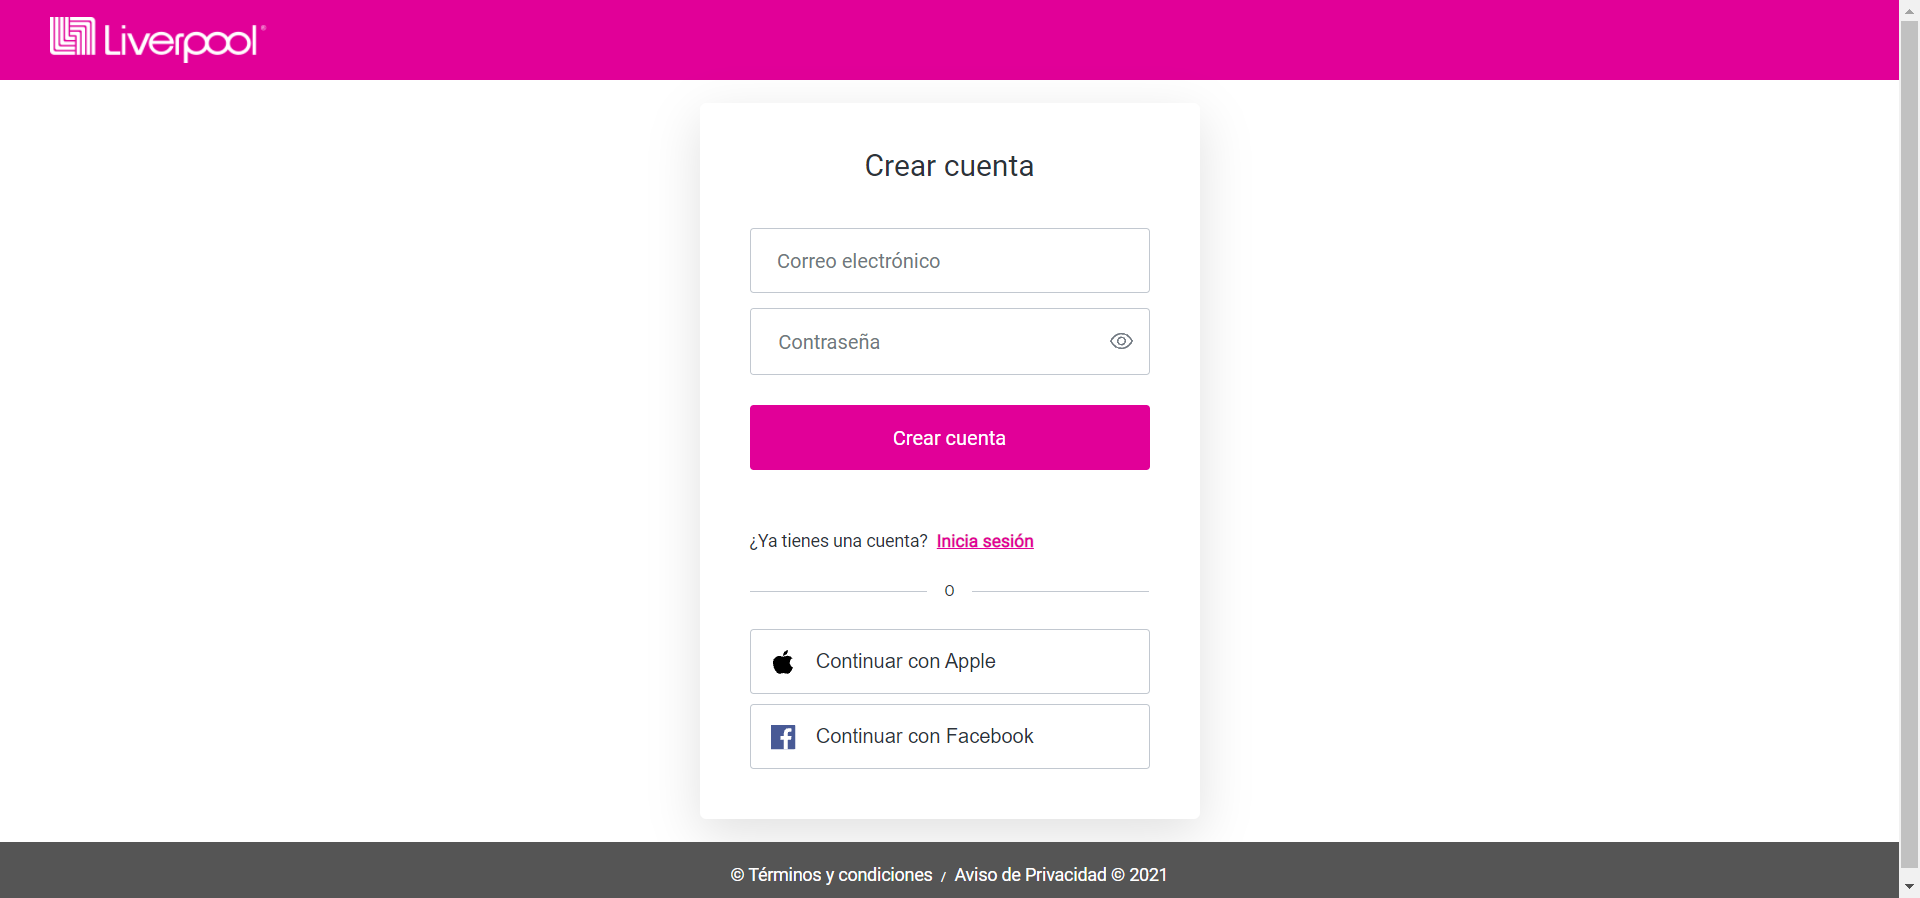 Liverpool
Crear cuenta
Correo electrónico
Contraseña
Crear cuenta
¿Ya tienes una cuenta? Inicia sesión
O
Continuar con Apple
Continuar con Facebook
© Términos y condiciones / Aviso de Privacidad © 2021